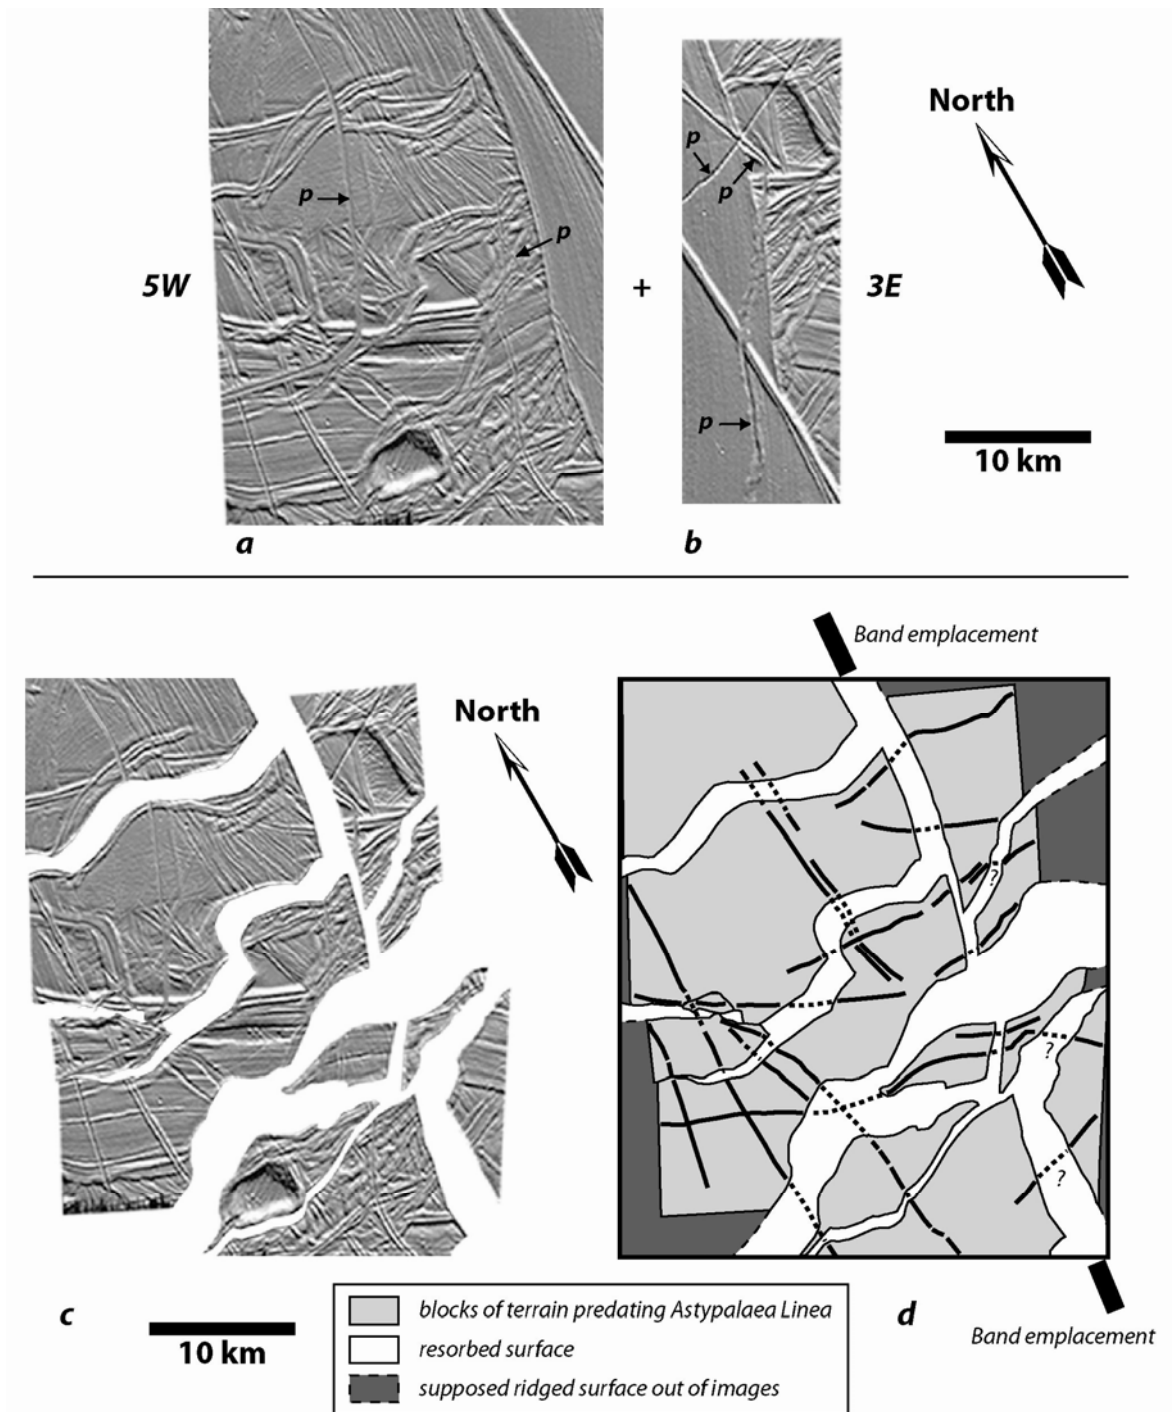 North
p
p
p
p
p
5W
+
3E
10 km
a
b
Band emplacement
North
?
?
?
c
10 km
d
Band emplacement
blocks of terrain predating Astypalaea Linea
resorbed surface
supposed ridged surface out of images